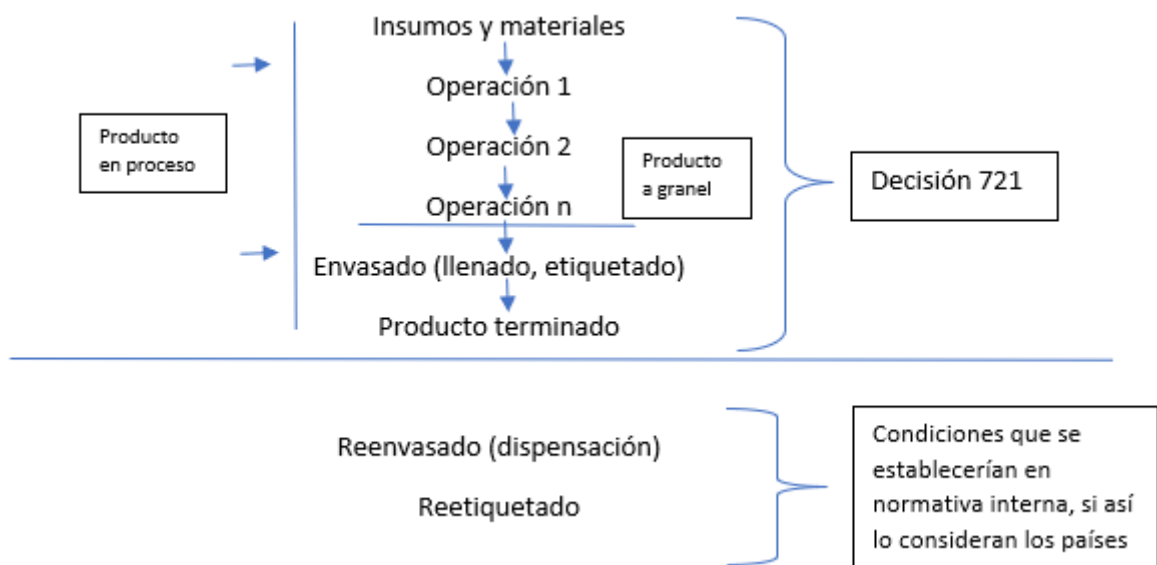 Insumos y materiales
Operación 1
Producto
en proceso
Operación 2
Producto
a granel
Operación n
Decisión 721
Envasado (llenado, etiquetado)
Producto terminado
Reenvasado (dispensación)
Reetiquetado
Condiciones que se
establecerían en
normativa interna, si así
lo consideran los países